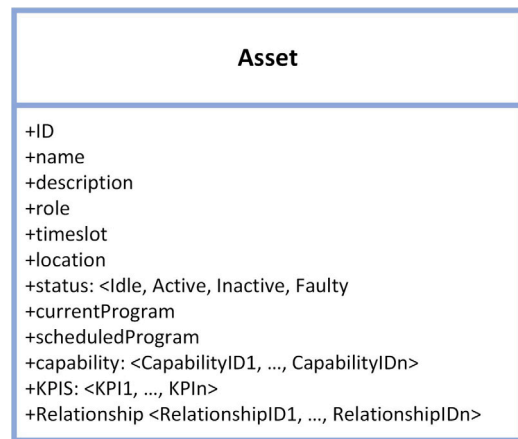 Asset
+ID
+name
+description
+role
+timeslot
+location
+status: <Idle, Active, Inactive, Faulty
+currentProgram
+scheduledProgram
+capability: <CapabilityID1, ..., CapabilityIDn>
+KPIS: <KPI1, ..., KPIn>
+Relationship <RelationshipID1, ..., RelationshipIDn>